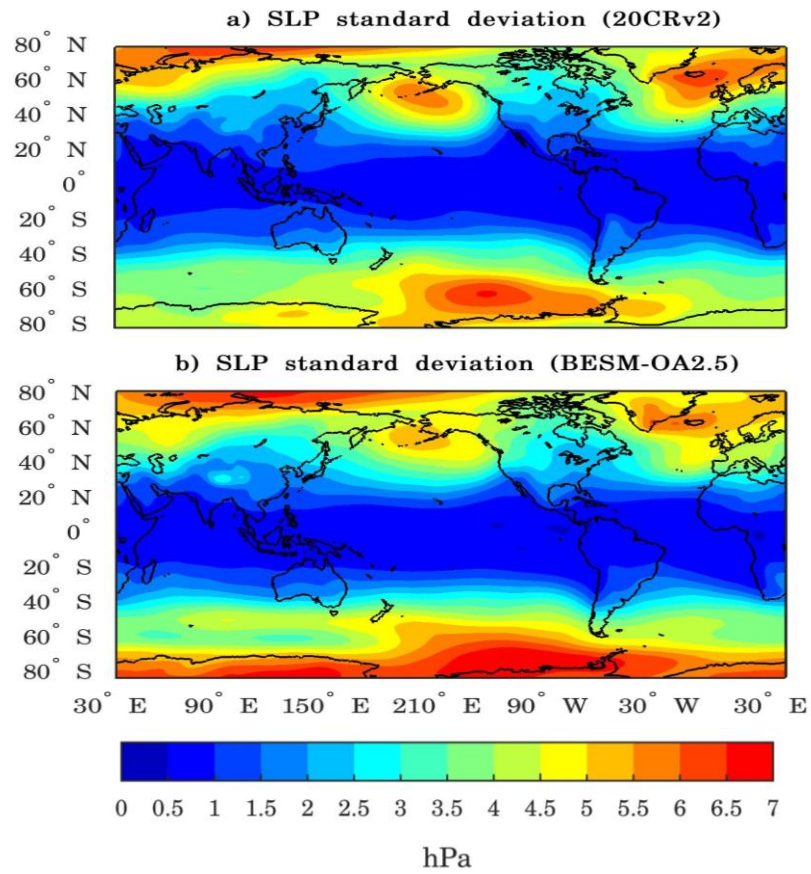 a) SLP standard deviation (20CRv2)
80° N
60° N
40° N
20° N
0°
20° S
40° S
60° S
80° S
b) SLP standard deviation (BESM-OA2.5)
80° N
60° N
40° N
20° N
0°
20° S
40° S
60° S
80° S
30° E 90° E 150° E 210° E 90° W 30° W 30° E
0 0.5 1 1.5 2 2.5 3 3.5 4 4.5 5 5.5 6 6.5 7
hPa